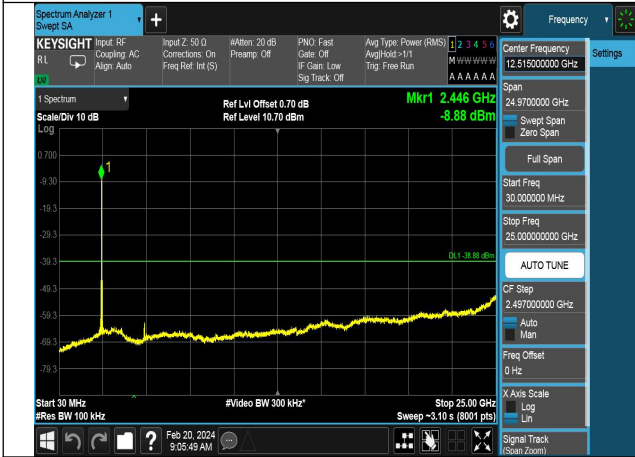 Spectrum Analyzer 1
Swept SA
Frequency
KEYSIGHT
RL
Input: RF
Coupling: AC
Align: Auto
Input Z: 50 Ω
Corrections: On
Freq Ref: Int (S)
#Atten: 20 dB
Preamp: Off
PNO: Fast
Gate: Off
IF Gain: Low
Sig Track: Off
Avg Type: Power (RMS)
Avg|Hold:>1/1
Trig: Free Run
1 2 3 4 5 6
M W W W W W
A A A A A A
1 Spectrum
Scale/Div 10 dB
Log
Ref Lvl Offset 0.70 dB
Ref Level 10.70 dBm
Mkr1 2.446 GHz
-8.88 dBm
1
0.700
-9.30
-19.3
-29.3
-39.3
-49.3
-59.3
-69.3
-79.3
DL1 -38.88 dBm
Start 30 MHz
#Res BW 100 kHz
#Video BW 300 kHz*
Stop 25.00 GHz
Sweep ~3.10 s (8001 pts)
Feb 20, 2024
9:05:49 AM
Center Frequency
12.515000000 GHz
Settings
Span
24.9700000 GHz
Swept Span
Zero Span
Full Span
Start Freq
30.000000 MHz
Stop Freq
25.000000000 GHz
AUTO TUNE
CF Step
2.497000000 GHz
Auto
Man
Freq Offset
0 Hz
X Axis Scale
Log
Lin
Signal Track
(Span Zoom)